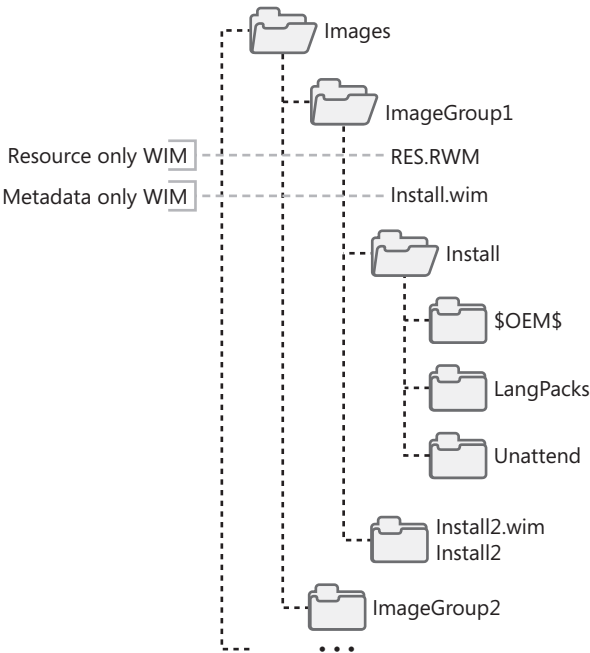 Images
ImageGroup1
Resource only WIM
RES.RWM
Metadata only WIM
Install.wim
Install
$OEM$
LangPacks
Unattend
Install2.wim
Install2
ImageGroup2
...